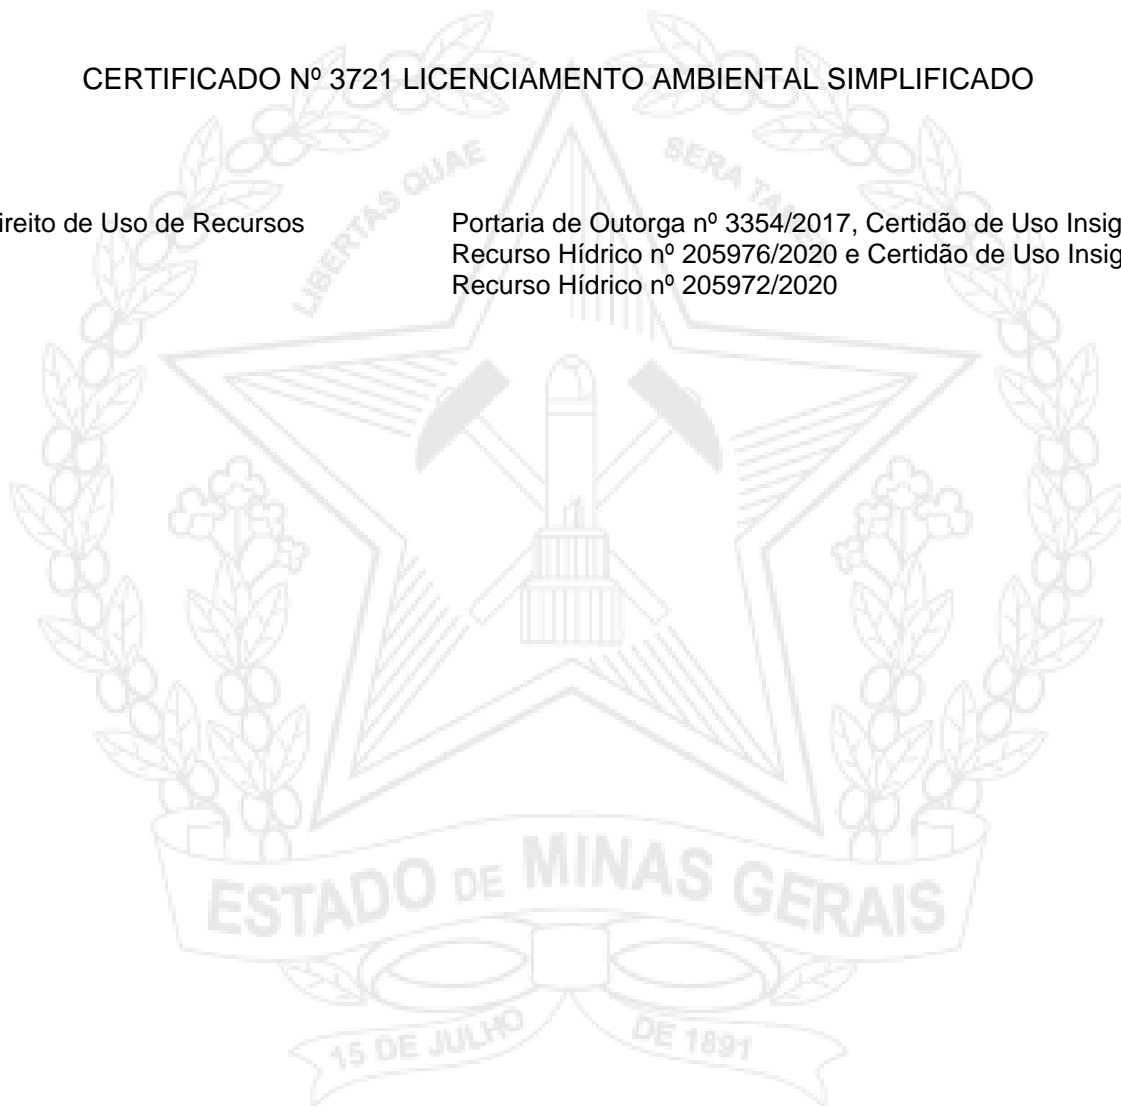 CERTIFICADO Nº 3721 LICENCIAMENTO AMBIENTAL SIMPLIFICADO
LIBERTAS QUAE SERA TAMEN
ireito de Uso de Recursos Portaria de Outorga nº 3354/2017, Certidão de Uso Insig
Recurso Hídrico nº 205976/2020 e Certidão de Uso Insig
Recurso Hídrico nº 205972/2020
ESTADO DE MINAS GERAIS
15 DE JULHO DE 1891